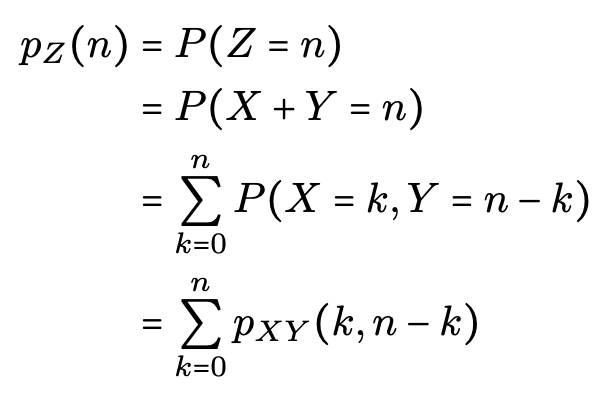 p_Z(n) = P(Z = n)
= P(X + Y = n)
= \sum_{k=0}^{n} P(X = k, Y = n − k)
= \sum_{k=0}^{n} p_{XY}(k, n − k)